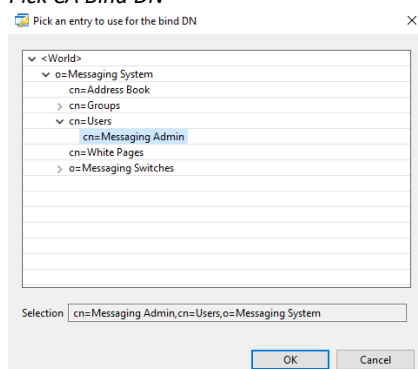 Pick CA Bind DN
Pick an entry to use for the bind DN
<World>
o=Messaging System
cn=Address Book
cn=Groups
cn=Users
cn=Messaging Admin
cn=White Pages
o=Messaging Switches
Selection cn=Messaging Admin,cn=Users,o=Messaging System
OK Cancel